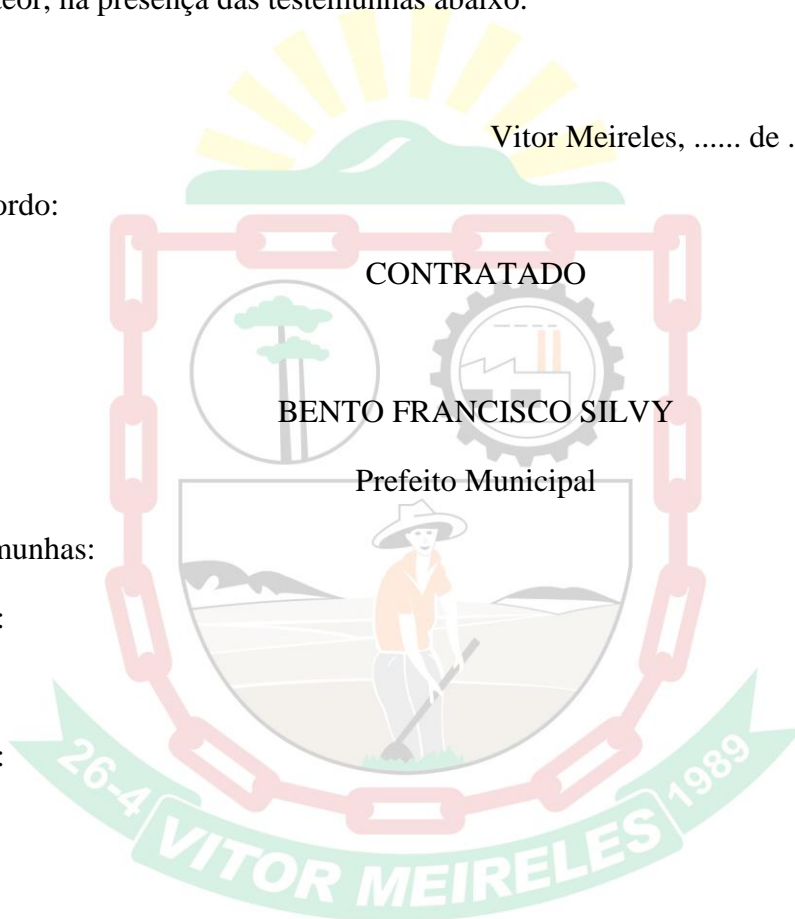 teor, na presença das testemunhas abaixo.
Vitor Meireles, ...... de .
ordo:
CONTRATADO
BENTO FRANCISCO SILVY
Prefeito Municipal
munhas:
:
:
26-4 VITOR MEIRELES 1989